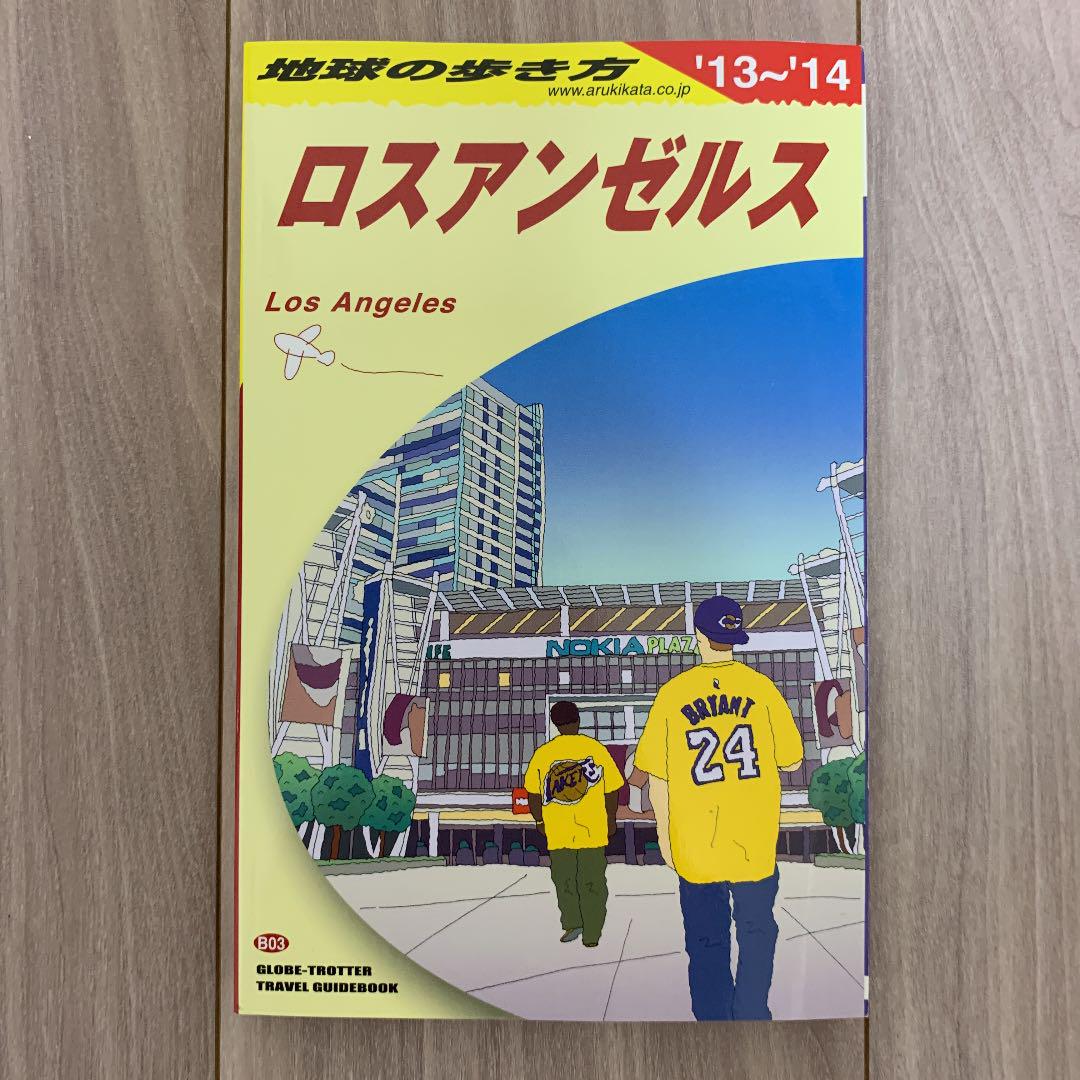 地球の歩き方
www.arukikata.co.jp
'13~'14
ロスアンゼルス
Los Angeles
NOKIA PLAZA
BRYANT
24
LAKERS
B03
GLOBE-TROTTER
TRAVEL GUIDEBOOK